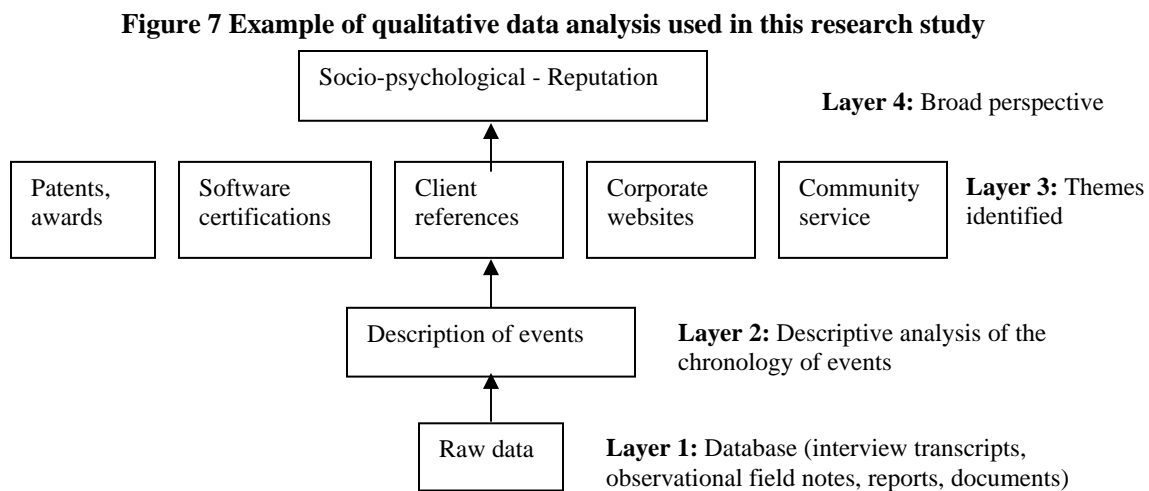 Figure 7 Example of qualitative data analysis used in this research study
Socio-psychological - Reputation
Layer 4: Broad perspective
Patents,
awards
Software
certifications
Client
references
Corporate
websites
Community
service
Layer 3: Themes
identified
Description of events
Layer 2: Descriptive analysis of the
chronology of events
Raw data
Layer 1: Database (interview transcripts,
observational field notes, reports, documents)